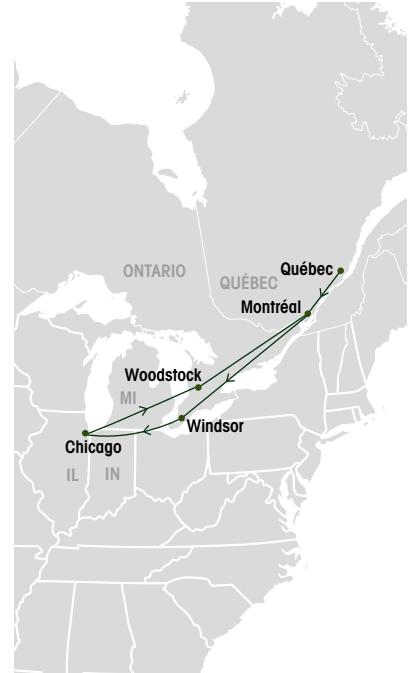 Québec
ONTARIO
QUÉBEC
Montréal
Woodstock
MI
Windsor
Chicago
IL
IN